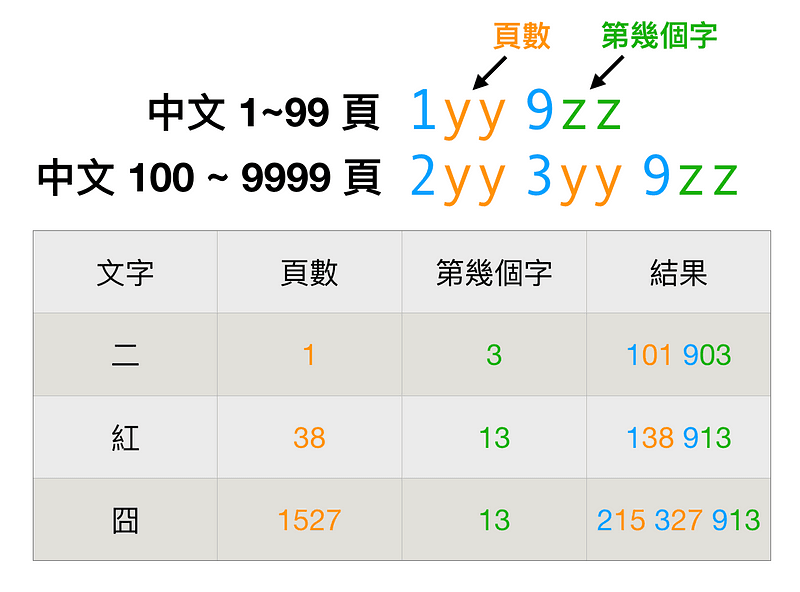 頁數 第幾個字
中文 1~99 頁 1yy 9zz
中文 100 ~ 9999 頁 2yy 3yy 9zz
文字 頁數 第幾個字 結果
二 1 3 101 903
紅 38 13 138 913
囧 1527 13 215 327 913